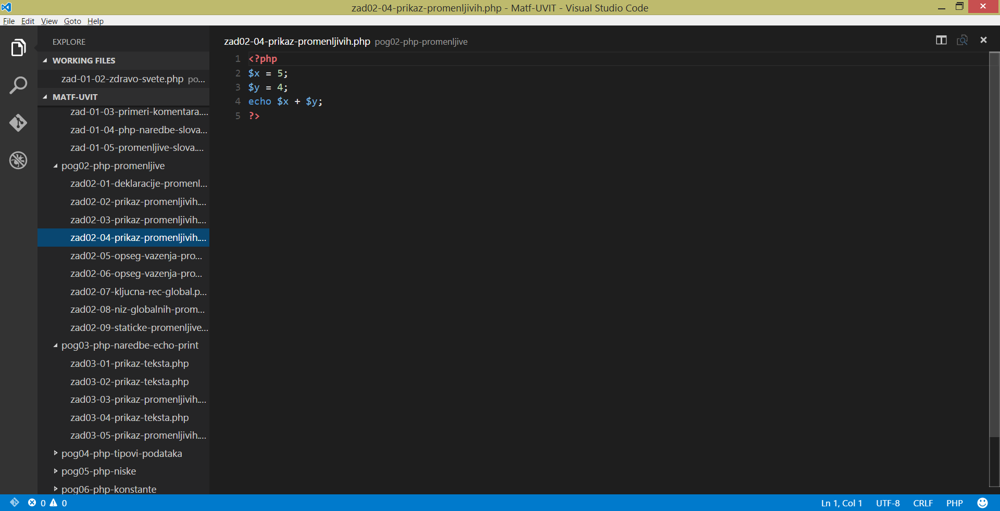 zad02-04-prikaz-promenljivih.php - Matf-UVIT - Visual Studio Code
File Edit View Goto Help
EXPLORE
WORKING FILES
zad-01-02-zdravo-svete.php po...
MATF-UVIT
zad-01-03-primeri-komentara....
zad-01-04-php-naredbe-slova...
zad-01-05-promenljive-slova....
pog02-php-promenljive
zad02-01-deklaracije-promenl...
zad02-02-prikaz-promenljivih....
zad02-03-prikaz-promenljivih....
zad02-04-prikaz-promenljivih....
zad02-05-opseg-vazenja-pro...
zad02-06-opseg-vazenja-pro...
zad02-07-kljucna-rec-global.p...
zad02-08-niz-globalnih-prom...
zad02-09-staticke-promenljive...
pog03-php-naredbe-echo-print
zad03-01-prikaz-teksta.php
zad03-02-prikaz-teksta.php
zad03-03-prikaz-promenljivih....
zad03-04-prikaz-teksta.php
zad03-05-prikaz-promenljivih....
pog04-php-tipovi-podataka
pog05-php-niske
pog06-php-konstante
zad02-04-prikaz-promenljivih.php pog02-php-promenljive
1 <?php
2 $x = 5;
3 $y = 4;
4 echo $x + $y;
5 ?>
0 0
Ln 1, Col 1 UTF-8 CRLF PHP